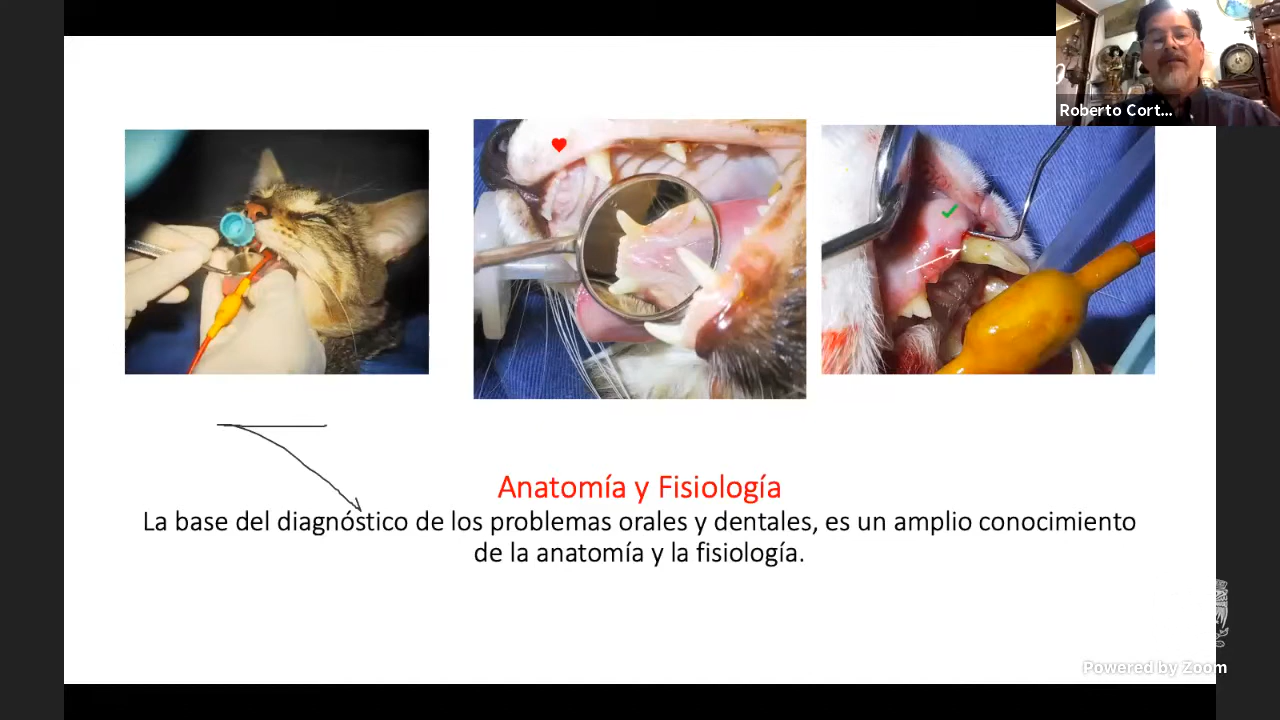 Roberto Cort...
Anatomía y Fisiología
La base del diagnóstico de los problemas orales y dentales, es un amplio conocimiento
de la anatomía y la fisiología.
Powered by Zoom